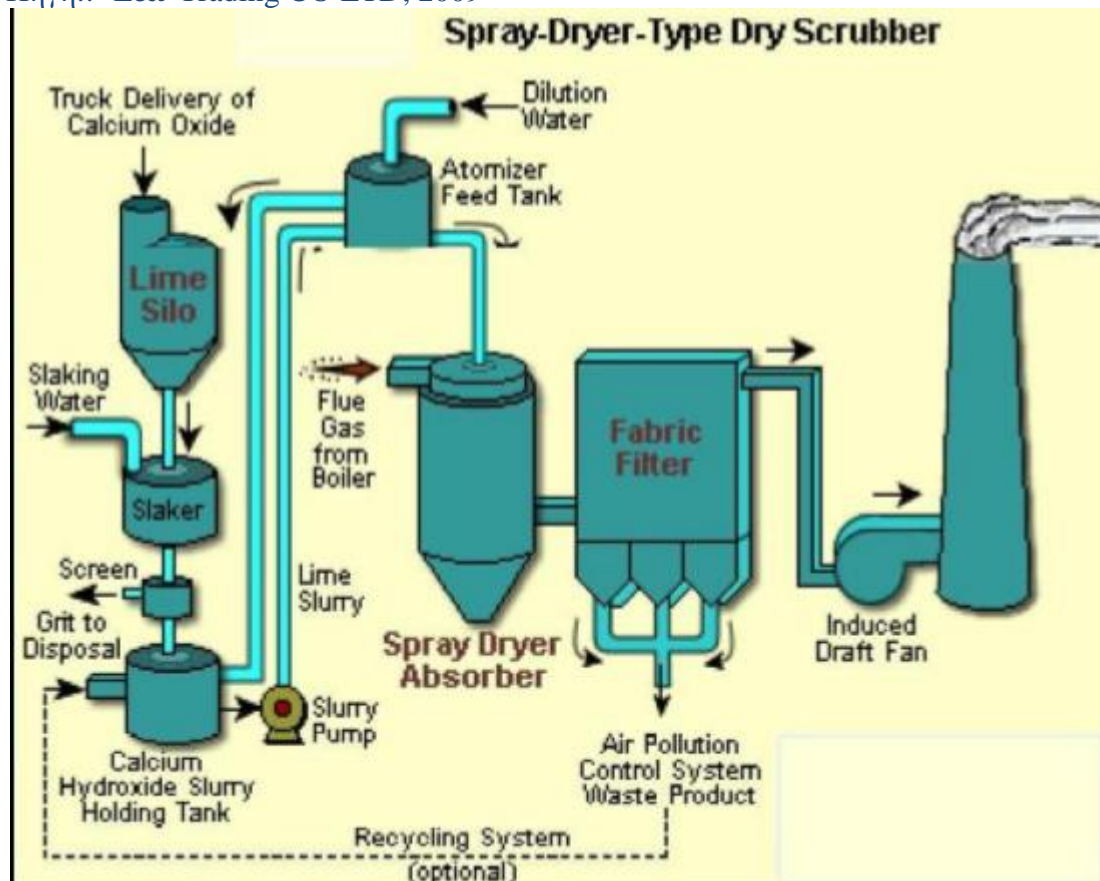 Spray-Dryer-Type Dry Scrubber
Truck Delivery of
Calcium Oxide
Dilution
Water
Atomizer
Feed Tank
Lime
Silo
Slaking
Water
Flue
Gas
from
Boiler
Fabric
Filter
Slaker
Screen
Lime
Slurry
Grit to
Disposal
Spray Dryer
Absorber
Induced
Draft Fan
Slurry
Pump
Calcium
Hydroxide Slurry
Holding Tank
Air Pollution
Control System
Waste Product
Recycling System
(optional)